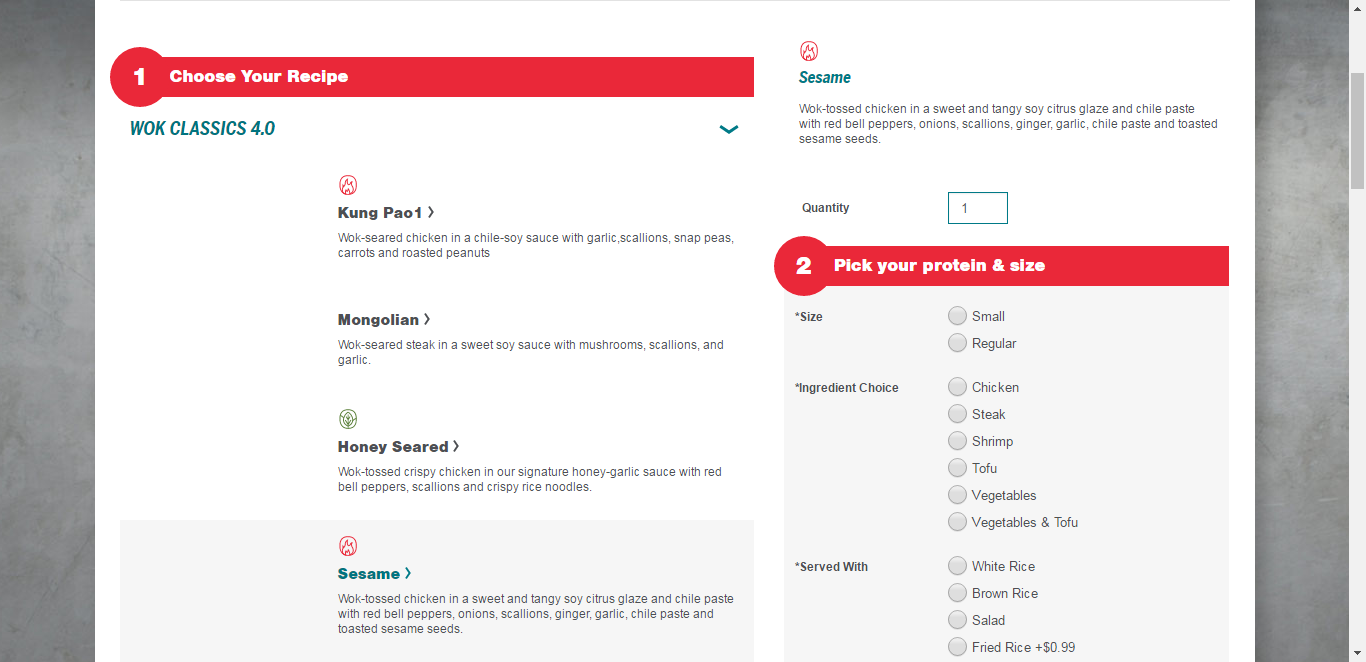 1 Choose Your Recipe
WOK CLASSICS 4.0
Kung Pao1 >
Wok-seared chicken in a chile-soy sauce with garlic,scallions, snap peas,
carrots and roasted peanuts
Mongolian >
Wok-seared steak in a sweet soy sauce with mushrooms, scallions, and
garlic.
Honey Seared >
Wok-tossed crispy chicken in our signature honey-garlic sauce with red
bell peppers, scallions and crispy rice noodles.
Sesame >
Wok-tossed chicken in a sweet and tangy soy citrus glaze and chile paste
with red bell peppers, onions, scallions, ginger, garlic, chile paste and
toasted sesame seeds.
Sesame
Wok-tossed chicken in a sweet and tangy soy citrus glaze and chile paste
with red bell peppers, onions, scallions, ginger, garlic, chile paste and toasted
sesame seeds.
Quantity 1
2 Pick your protein & size
*Size Small
Regular
*Ingredient Choice Chicken
Steak
Shrimp
Tofu
Vegetables
Vegetables & Tofu
*Served With White Rice
Brown Rice
Salad
Fried Rice +$0.99